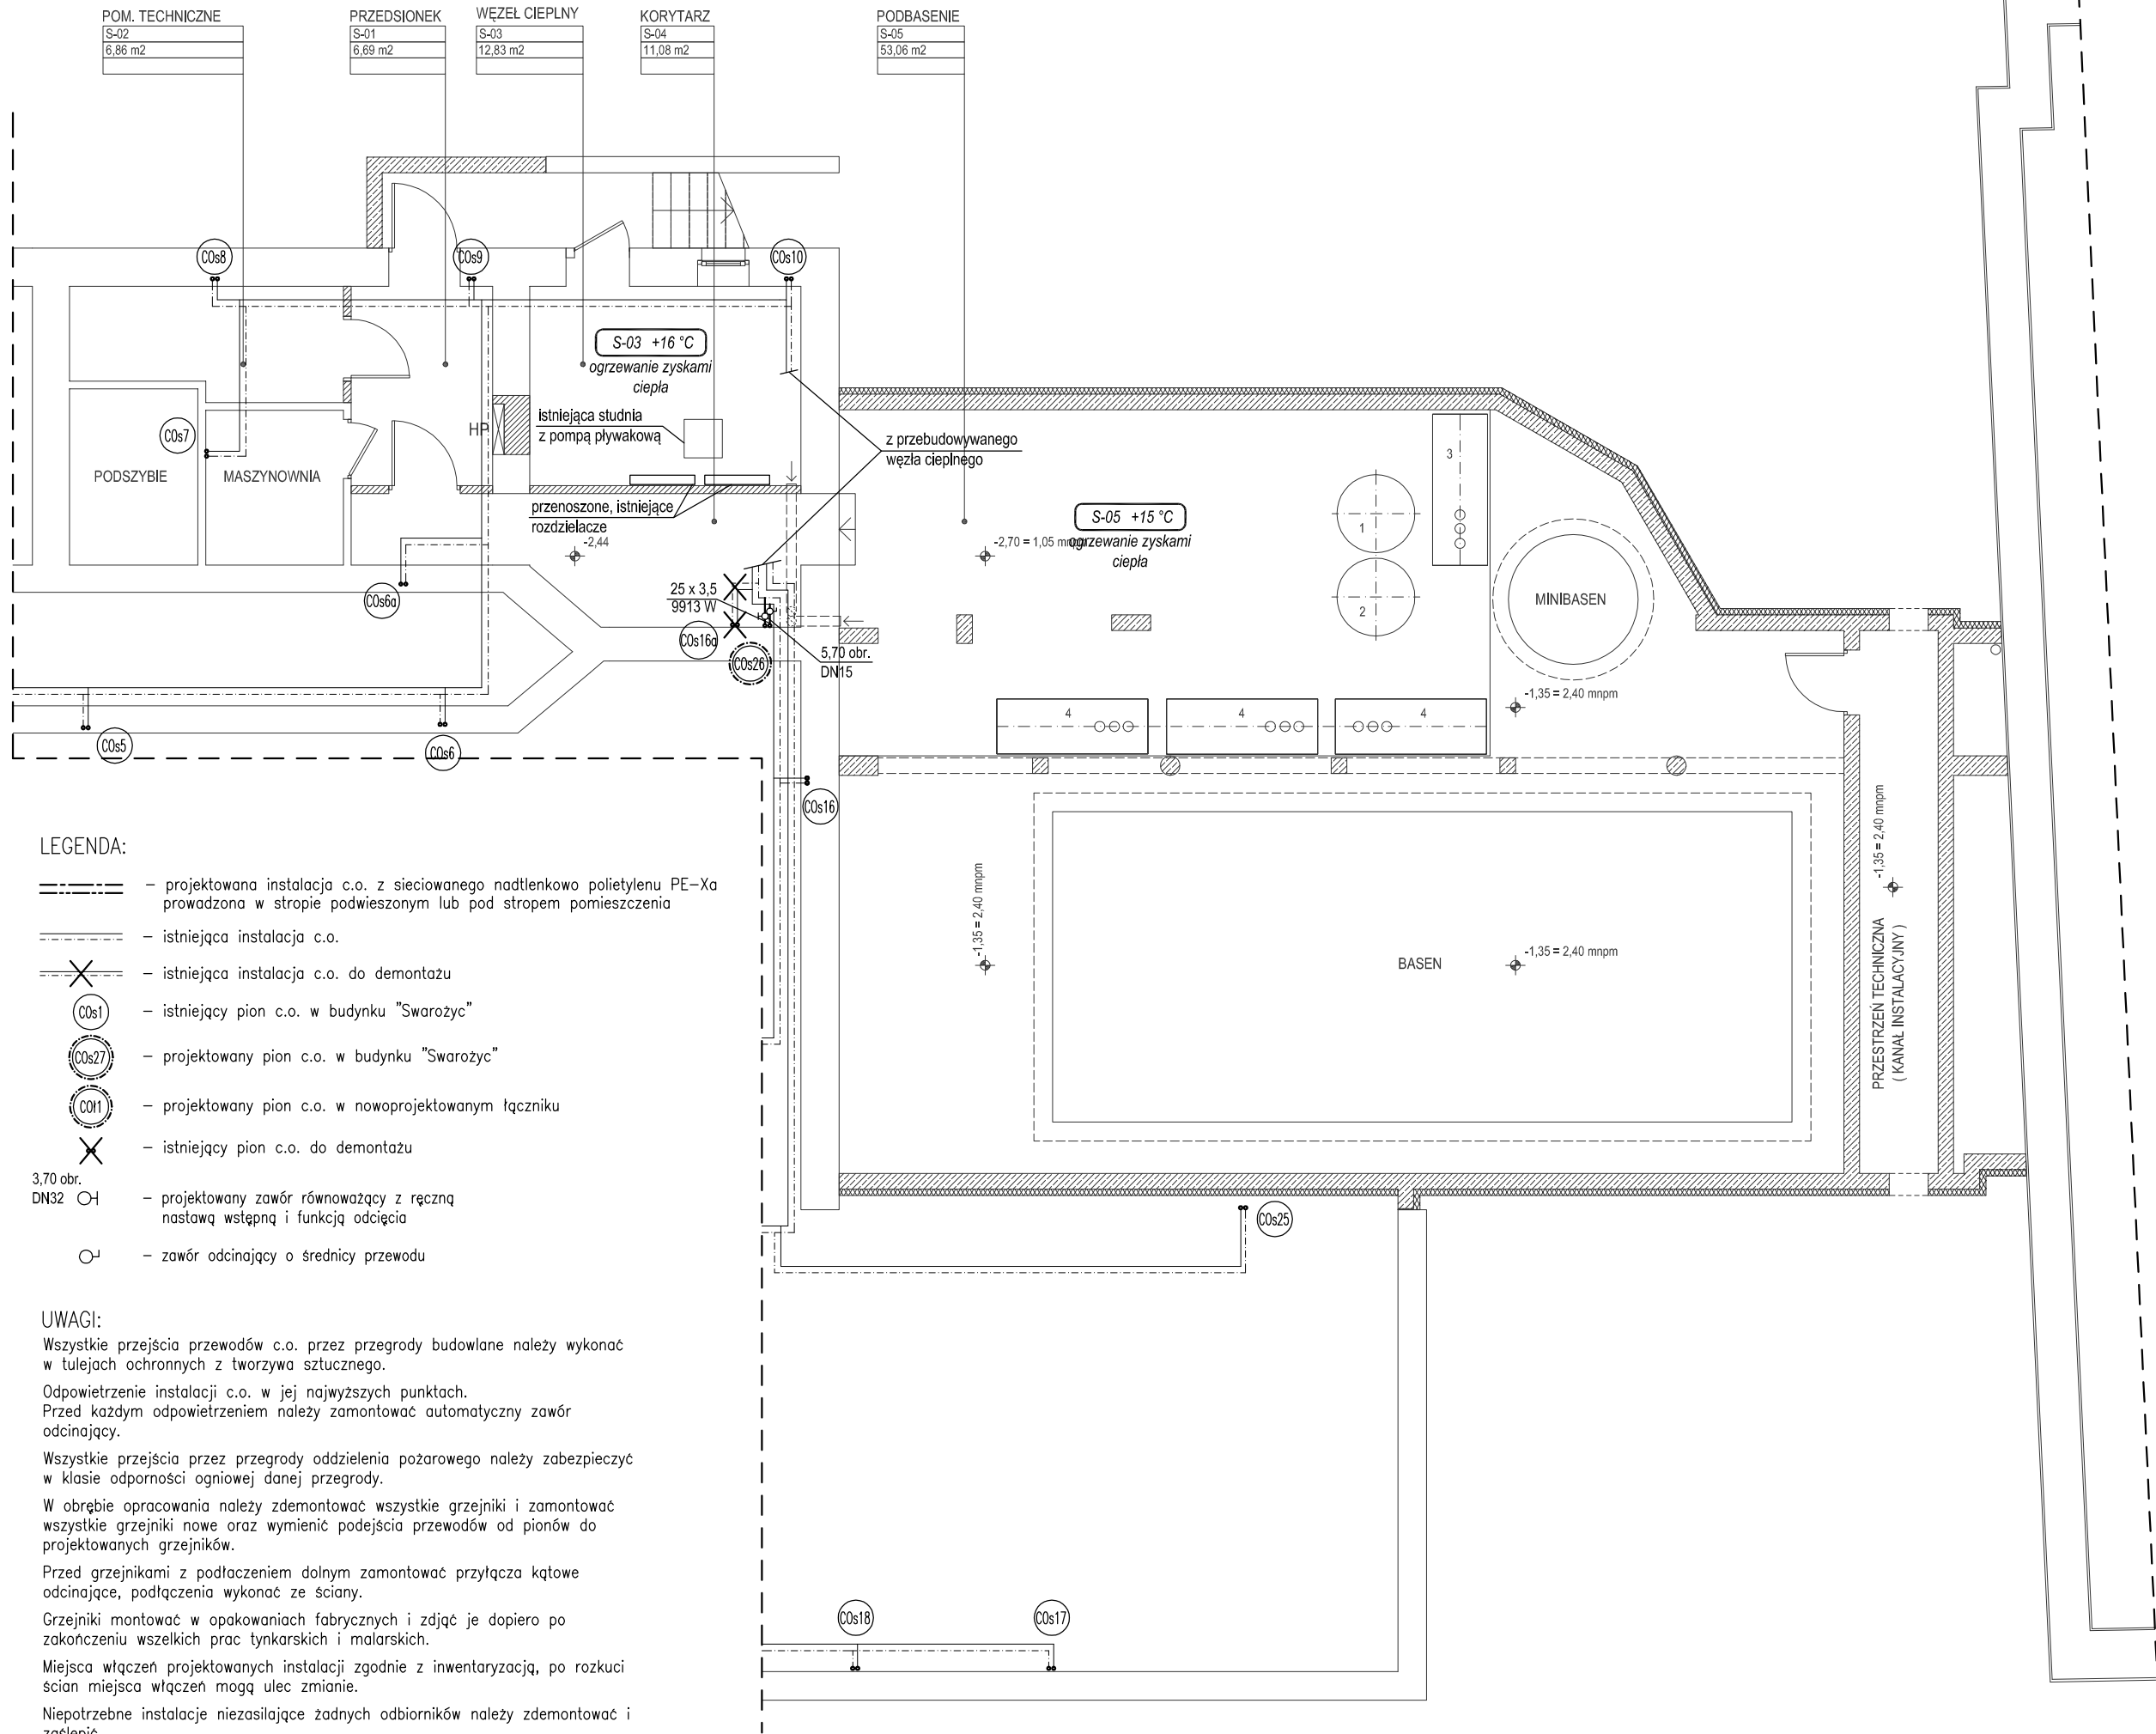 POM. TECHNICZNE
S-02
6,86 m2
PRZEDSIONEK
S-01
6,69 m2
WĘZEŁ CIEPLNY
S-03
12,83 m2
KORYTARZ
S-04
11,08 m2
PODBASENIE
S-05
53,06 m2
COs8
COs9
COs10
S-03 +16 °C
ogrzewanie zyskami
ciepła
istniejąca studnia
z pompą pływakową
HP
COs7
PODSZYBIE
MASZYNOWNIA
z przebudowywanego
węzła cieplnego
przenoszone, istniejące
rozdzielacze
-2,44
S-05 +15 °C
-2,70 = 1,05 mnpm
ogrzewanie zyskami
ciepła
1
2
3
MINIBASEN
COs6a
25 x 3,5
9913 W
COs16a
COs26
5,70 obr.
DN15
-1,35 = 2,40 mnpm
4
4
4
COs5
COs6
COs16
-1,35 = 2,40 mnpm
-1,35 = 2,40 mnpm
BASEN
-1,35 = 2,40 mnpm
PRZESTRZEŃ TECHNICZNA
( KANAŁ INSTALACYJNY )
COs25
COs18
COs17
LEGENDA:
– projektowana instalacja c.o. z sieciowanego nadtlenkowo polietylenu PE–Xa
prowadzona w stropie podwieszonym lub pod stropem pomieszczenia
– istniejąca instalacja c.o.
– istniejąca instalacja c.o. do demontażu
COs1
– istniejący pion c.o. w budynku "Swarożyc"
COs27
– projektowany pion c.o. w budynku "Swarożyc"
COł1
– projektowany pion c.o. w nowoprojektowanym łączniku
– istniejący pion c.o. do demontażu
3,70 obr.
DN32
– projektowany zawór równoważący z ręczną
nastawą wstępną i funkcją odcięcia
– zawór odcinający o średnicy przewodu
UWAGI:
Wszystkie przejścia przewodów c.o. przez przegrody budowlane należy wykonać
w tulejach ochronnych z tworzywa sztucznego.
Odpowietrzenie instalacji c.o. w jej najwyższych punktach.
Przed każdym odpowietrzeniem należy zamontować automatyczny zawór
odcinający.
Wszystkie przejścia przez przegrody oddzielenia pożarowego należy zabezpieczyć
w klasie odporności ogniowej danej przegrody.
W obrębie opracowania należy zdemontować wszystkie grzejniki i zamontować
wszystkie grzejniki nowe oraz wymienić podejścia przewodów od pionów do
projektowanych grzejników.
Przed grzejnikami z podłaczeniem dolnym zamontować przyłącza kątowe
odcinające, podłączenia wykonać ze ściany.
Grzejniki montować w opakowaniach fabrycznych i zdjąć je dopiero po
zakończeniu wszelkich prac tynkarskich i malarskich.
Miejsca włączeń projektowanych instalacji zgodnie z inwentaryzacją, po rozkuci
ścian miejsca włączeń mogą ulec zmianie.
Niepotrzebne instalacje niezasilające żadnych odbiorników należy zdemontować i